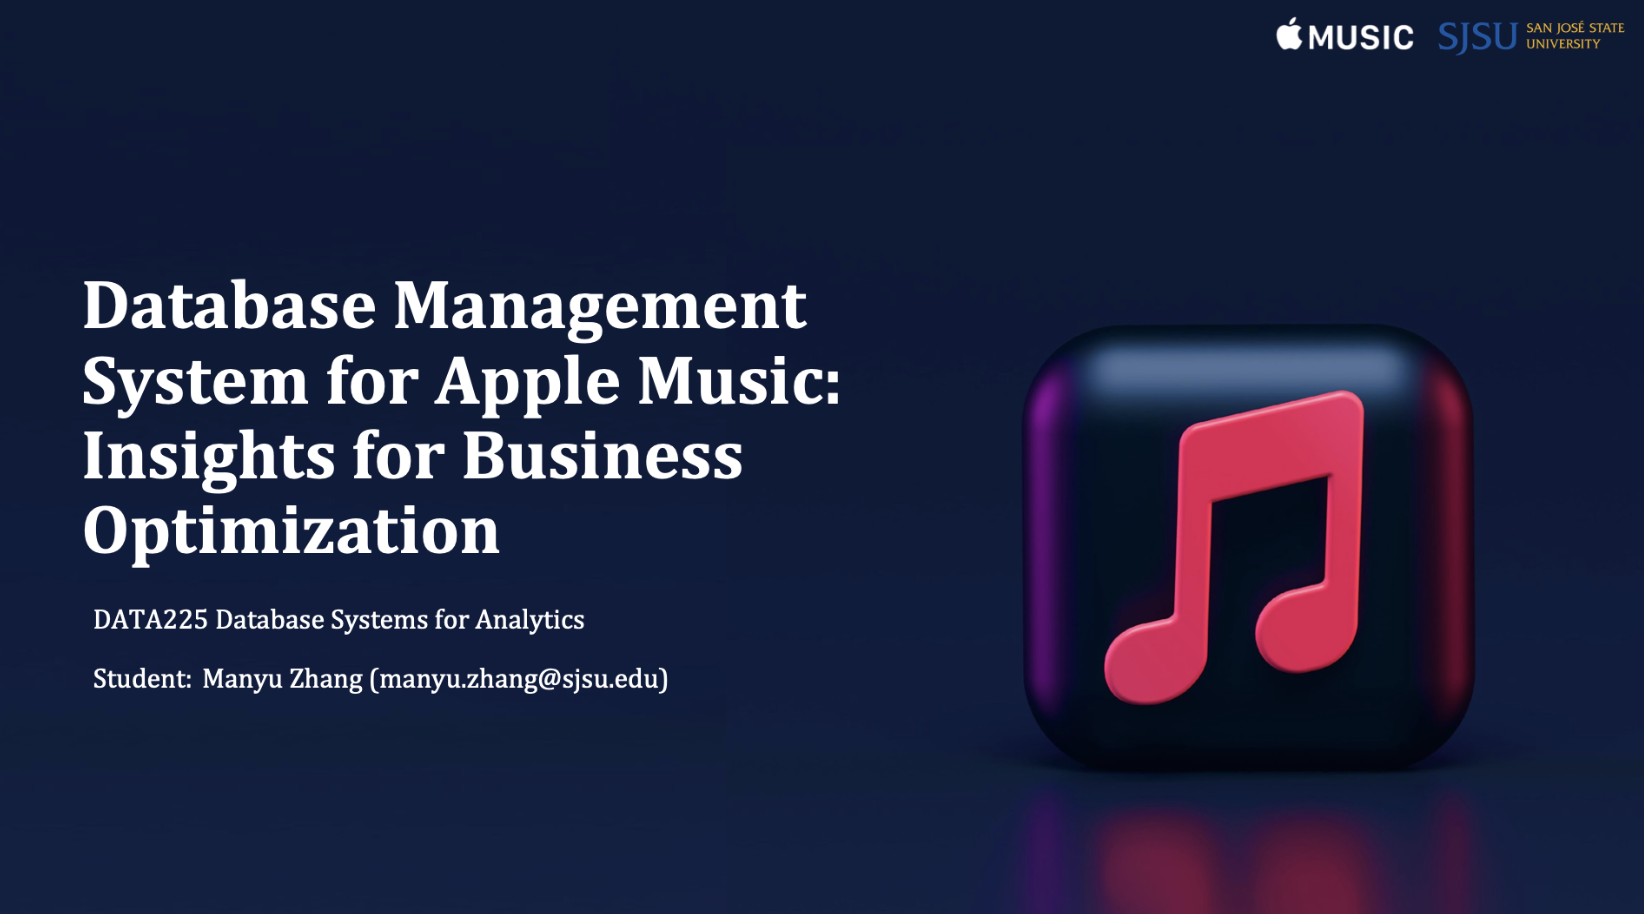 MUSIC
SJSU SAN JOSÉ STATE
UNIVERSITY
Database Management
System for Apple Music:
Insights for Business
Optimization
DATA225 Database Systems for Analytics
Student: Manyu Zhang (manyu.zhang@sjsu.edu)